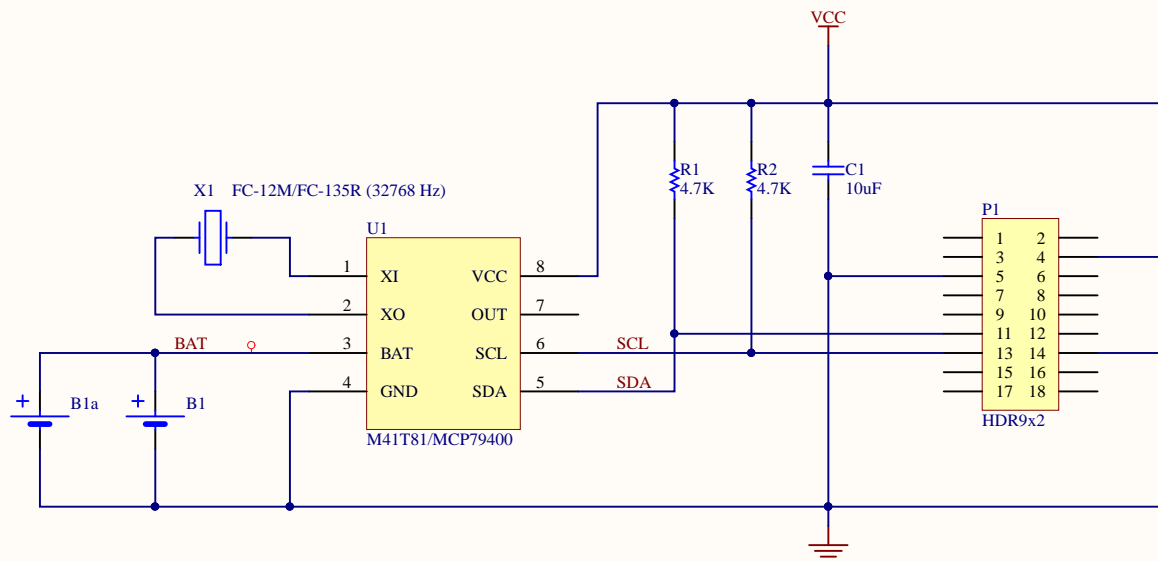 VCC
R1
4.7K
R2
4.7K
C1
10uF
X1 FC-12M/FC-135R (32768 Hz)
U1
1 XI VCC 8
2 XO OUT 7
3 BAT SCL 6
4 GND SDA 5
M41T81/MCP79400
BAT
SCL
SDA
+ B1a
+ B1
P1
1 2
3 4
5 6
7 8
9 10
11 12
13 14
15 16
17 18
HDR9x2